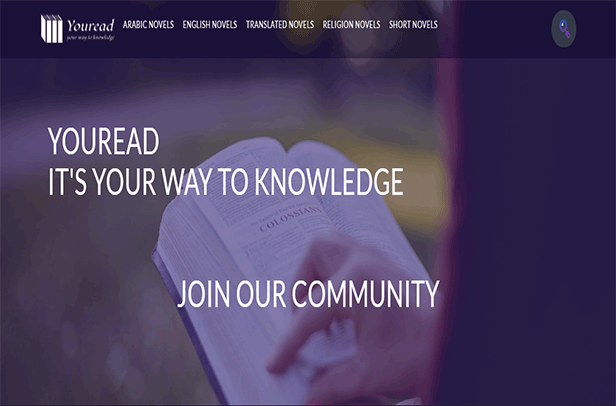 Youread
your way to knowledge
ARABIC NOVELS ENGLISH NOVELS TRANSLATED NOVELS RELIGION NOVELS SHORT NOVELS
YOUREAD
IT'S YOUR WAY TO KNOWLEDGE
COLOSSIANS
JOIN OUR COMMUNITY